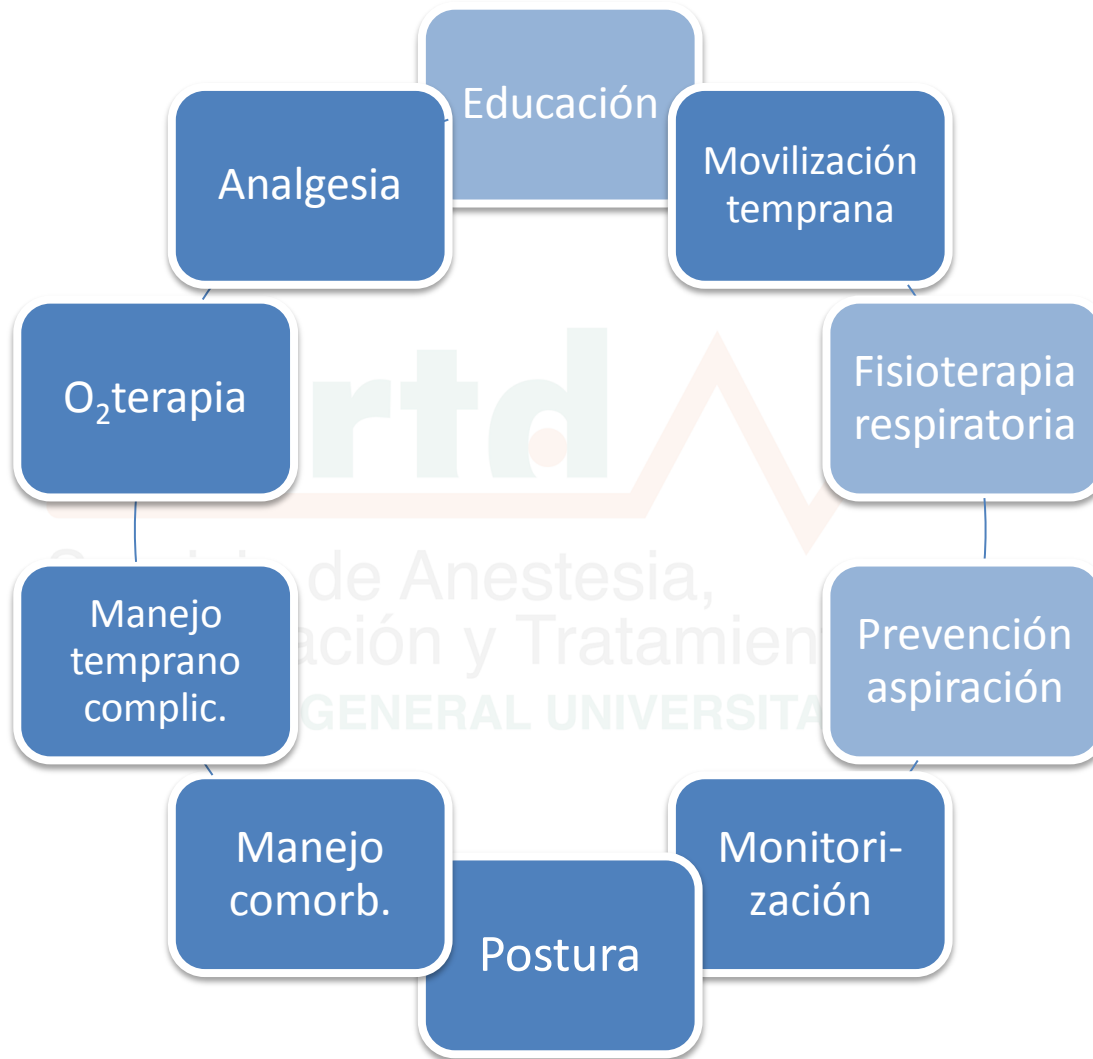 Educación
Movilización
temprana
Fisioterapia
respiratoria
Prevención
aspiración
Monitori-
zación
Postura
Manejo
comorb.
Manejo
temprano
complic.
O₂terapia
Analgesia
rtd
de Anestesia,
ación y Tratamien
GENERAL UNIVERSITA